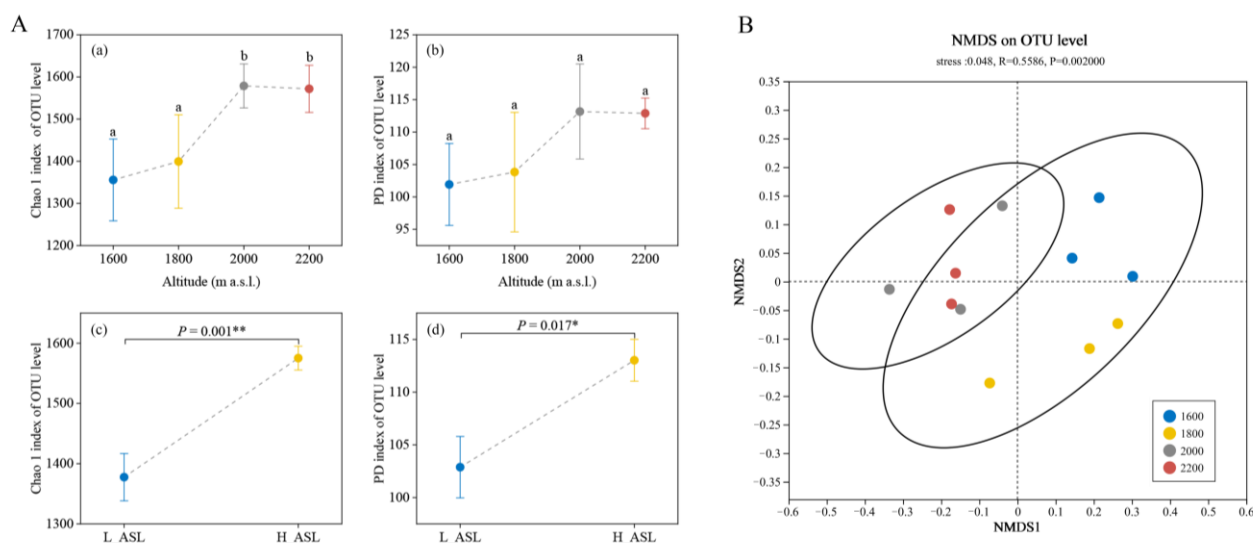 A
B
(a)
Chao 1 index of OTU level
1700
1600
1500
1400
1300
1200
a
a
b
b
1600 1800 2000 2200
Altitude (m a.s.l.)
(b)
PD index of OTU level
125
120
115
110
105
100
95
a
a
a
a
1600 1800 2000 2200
Altitude (m a.s.l.)
(c)
Chao 1 index of OTU level
1600
1500
1400
1300
P = 0.001**
L ASL H ASL
(d)
PD index of OTU level
115
110
105
100
P = 0.017*
L ASL H ASL
NMDS on OTU level
stress :0.048, R=0.5586, P=0.002000
NMDS2
0.35
0.3
0.25
0.2
0.15
0.1
0.05
0
−0.05
−0.1
−0.15
−0.2
−0.25
−0.3
−0.35
−0.6 −0.5 −0.4 −0.3 −0.2 −0.1 0 0.1 0.2 0.3 0.4 0.5 0.6
NMDS1
1600
1800
2000
2200